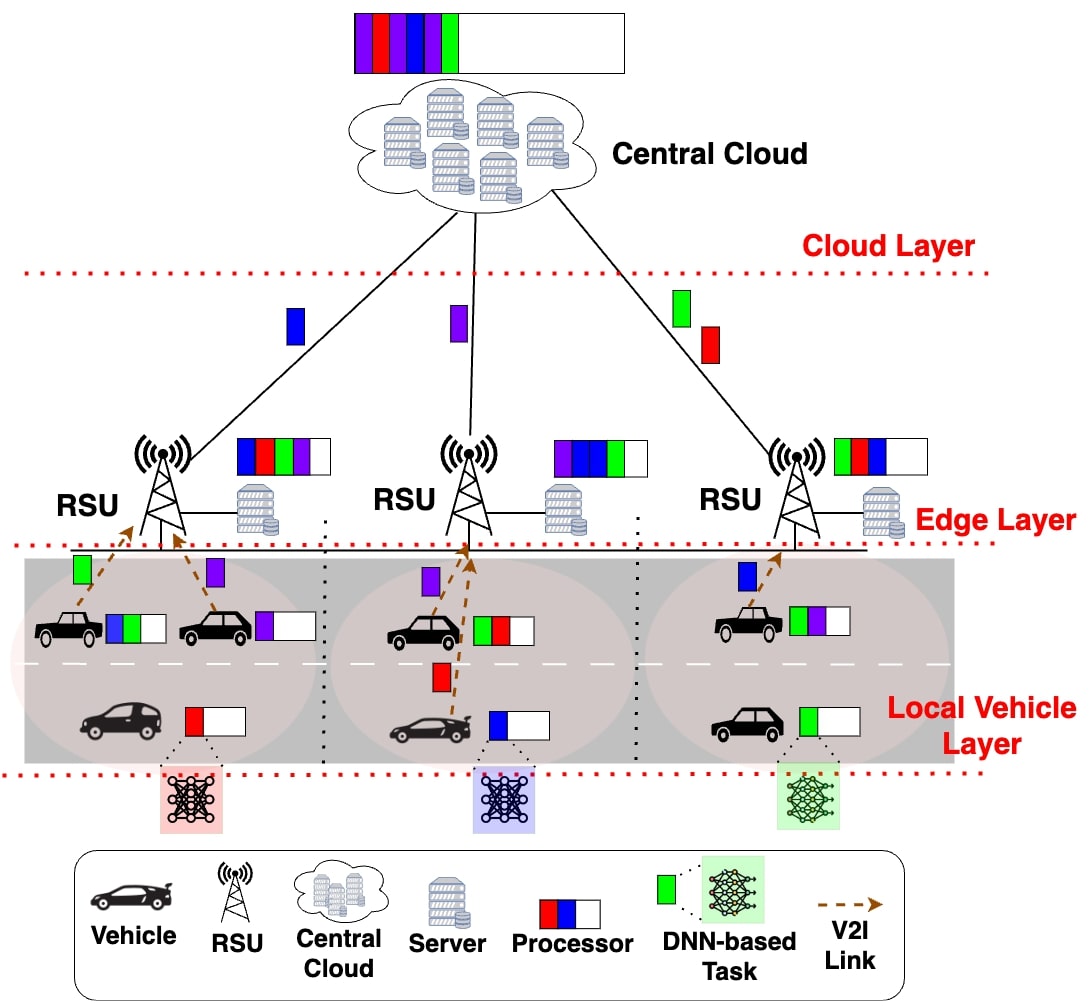 Central Cloud
Cloud Layer
RSU
RSU
RSU
Edge Layer
Local Vehicle
Layer
Vehicle
RSU
Central
Cloud
Server
Processor
DNN-based
Task
V2I
Link